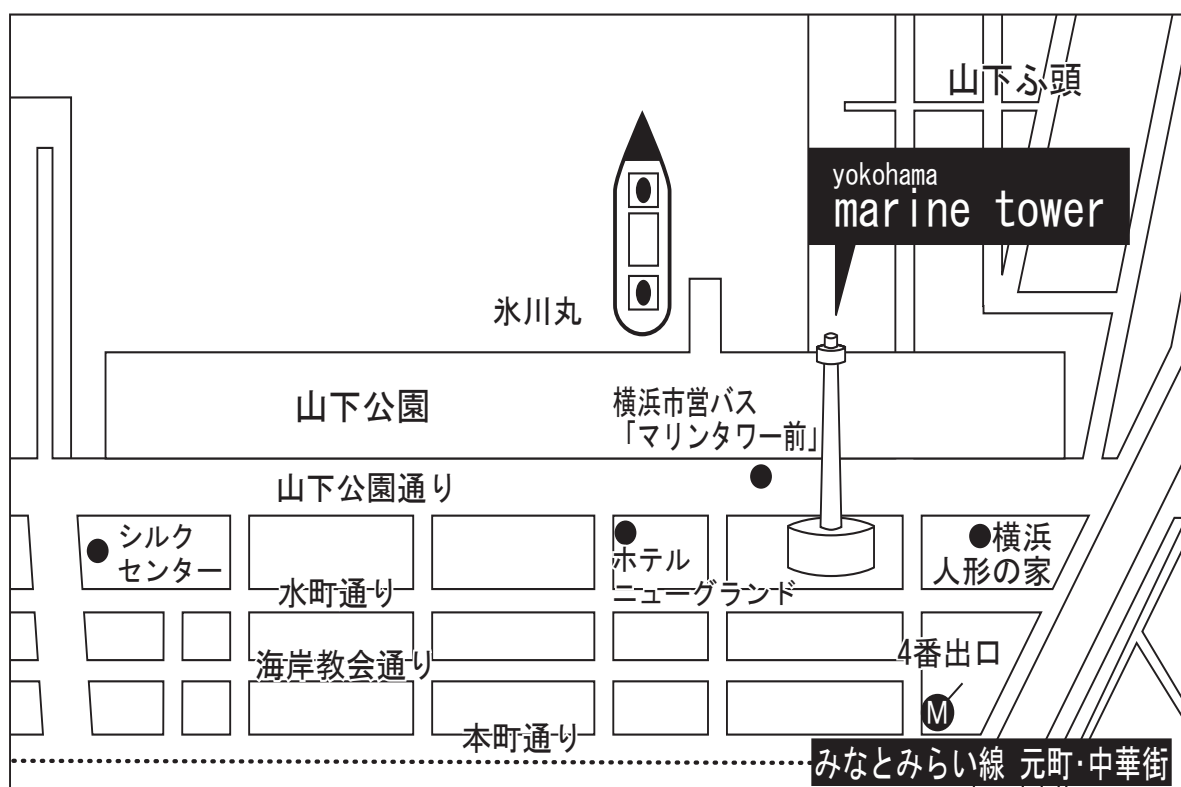 山下ふ頭
yokohama
marine tower
氷川丸
山下公園
横浜市営バス
「マリンタワー前」
山下公園通り
シルク
センター
ホテル
ニューグランド
横浜
人形の家
水町通り
海岸教会通り
4番出口
M
本町通り
みなとみらい線 元町・中華街